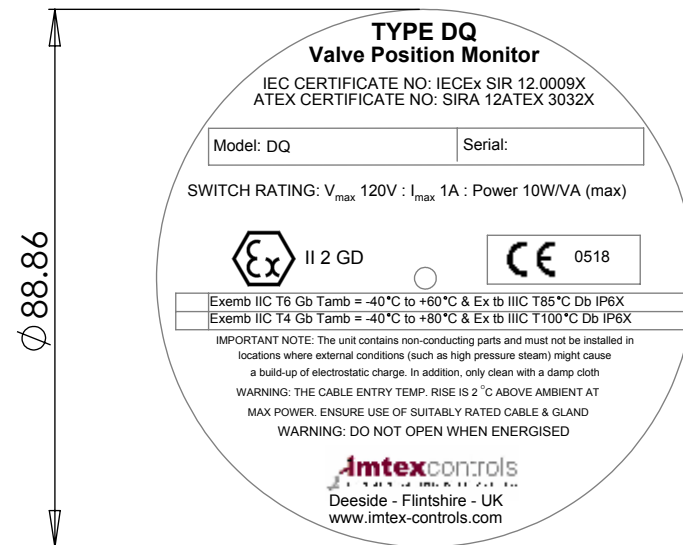 TYPE DQ
Valve Position Monitor
IEC CERTIFICATE NO: IECEx SIR 12.0009X
ATEX CERTIFICATE NO: SIRA 12ATEX 3032X
Model: DQ Serial:
SWITCH RATING: Vmax 120V : Imax 1A : Power 10W/VA (max)
Ex II 2 GD CE 0518
Exemb IIC T6 Gb Tamb = -40°C to +60°C & Ex tb IIIC T85°C Db IP6X
Exemb IIC T4 Gb Tamb = -40°C to +80°C & Ex tb IIIC T100°C Db IP6X
IMPORTANT NOTE: The unit contains non-conducting parts and must not be installed in
locations where external conditions (such as high pressure steam) might cause
a build-up of electrostatic charge. In addition, only clean with a damp cloth
WARNING: THE CABLE ENTRY TEMP. RISE IS 2 °C ABOVE AMBIENT AT
MAX POWER. ENSURE USE OF SUITABLY RATED CABLE & GLAND
WARNING: DO NOT OPEN WHEN ENERGISED
imtexcontrols
Deeside - Flintshire - UK
www.imtex-controls.com
Ø88.86